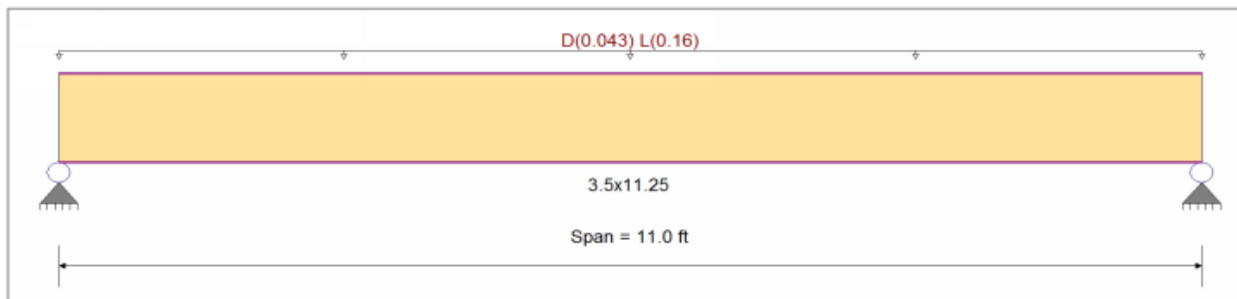 D(0.043) L(0.16)
3.5x11.25
Span = 11.0 ft